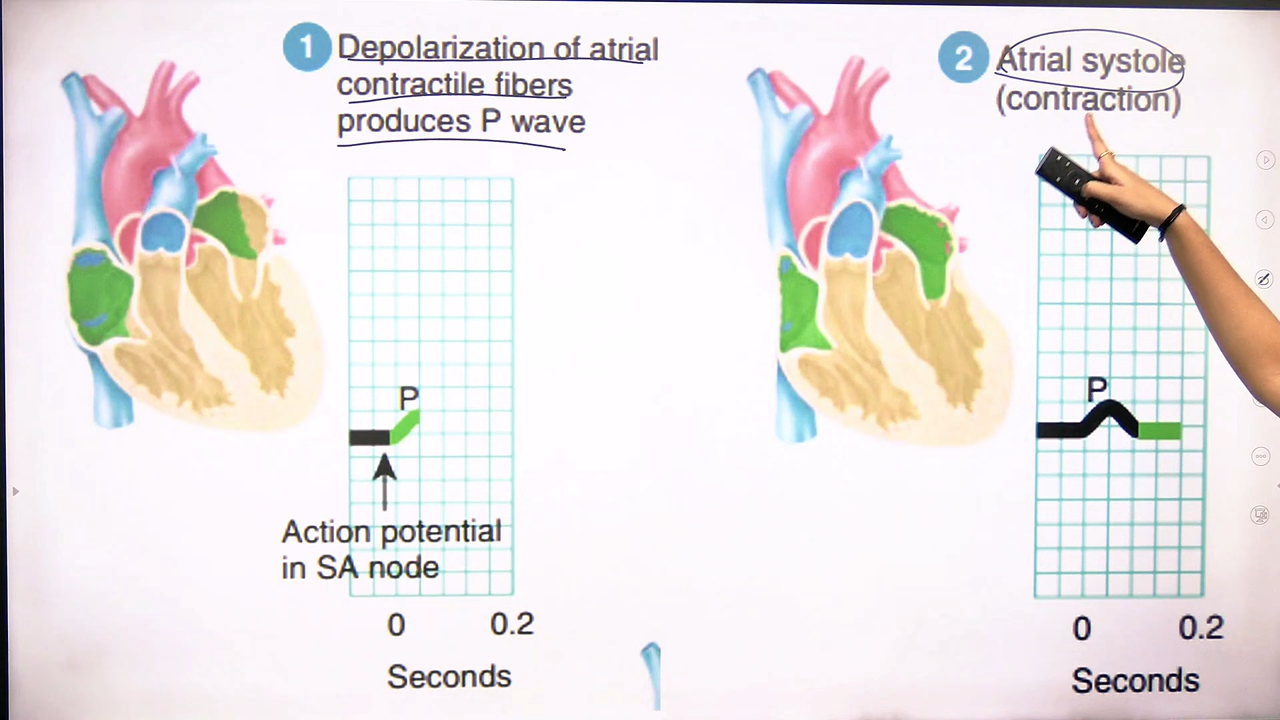 1 Depolarization of atrial
contractile fibers
produces P wave
P
Action potential
in SA node
0 0.2
Seconds
2 Atrial systole
(contraction)
P
0 0.2
Seconds